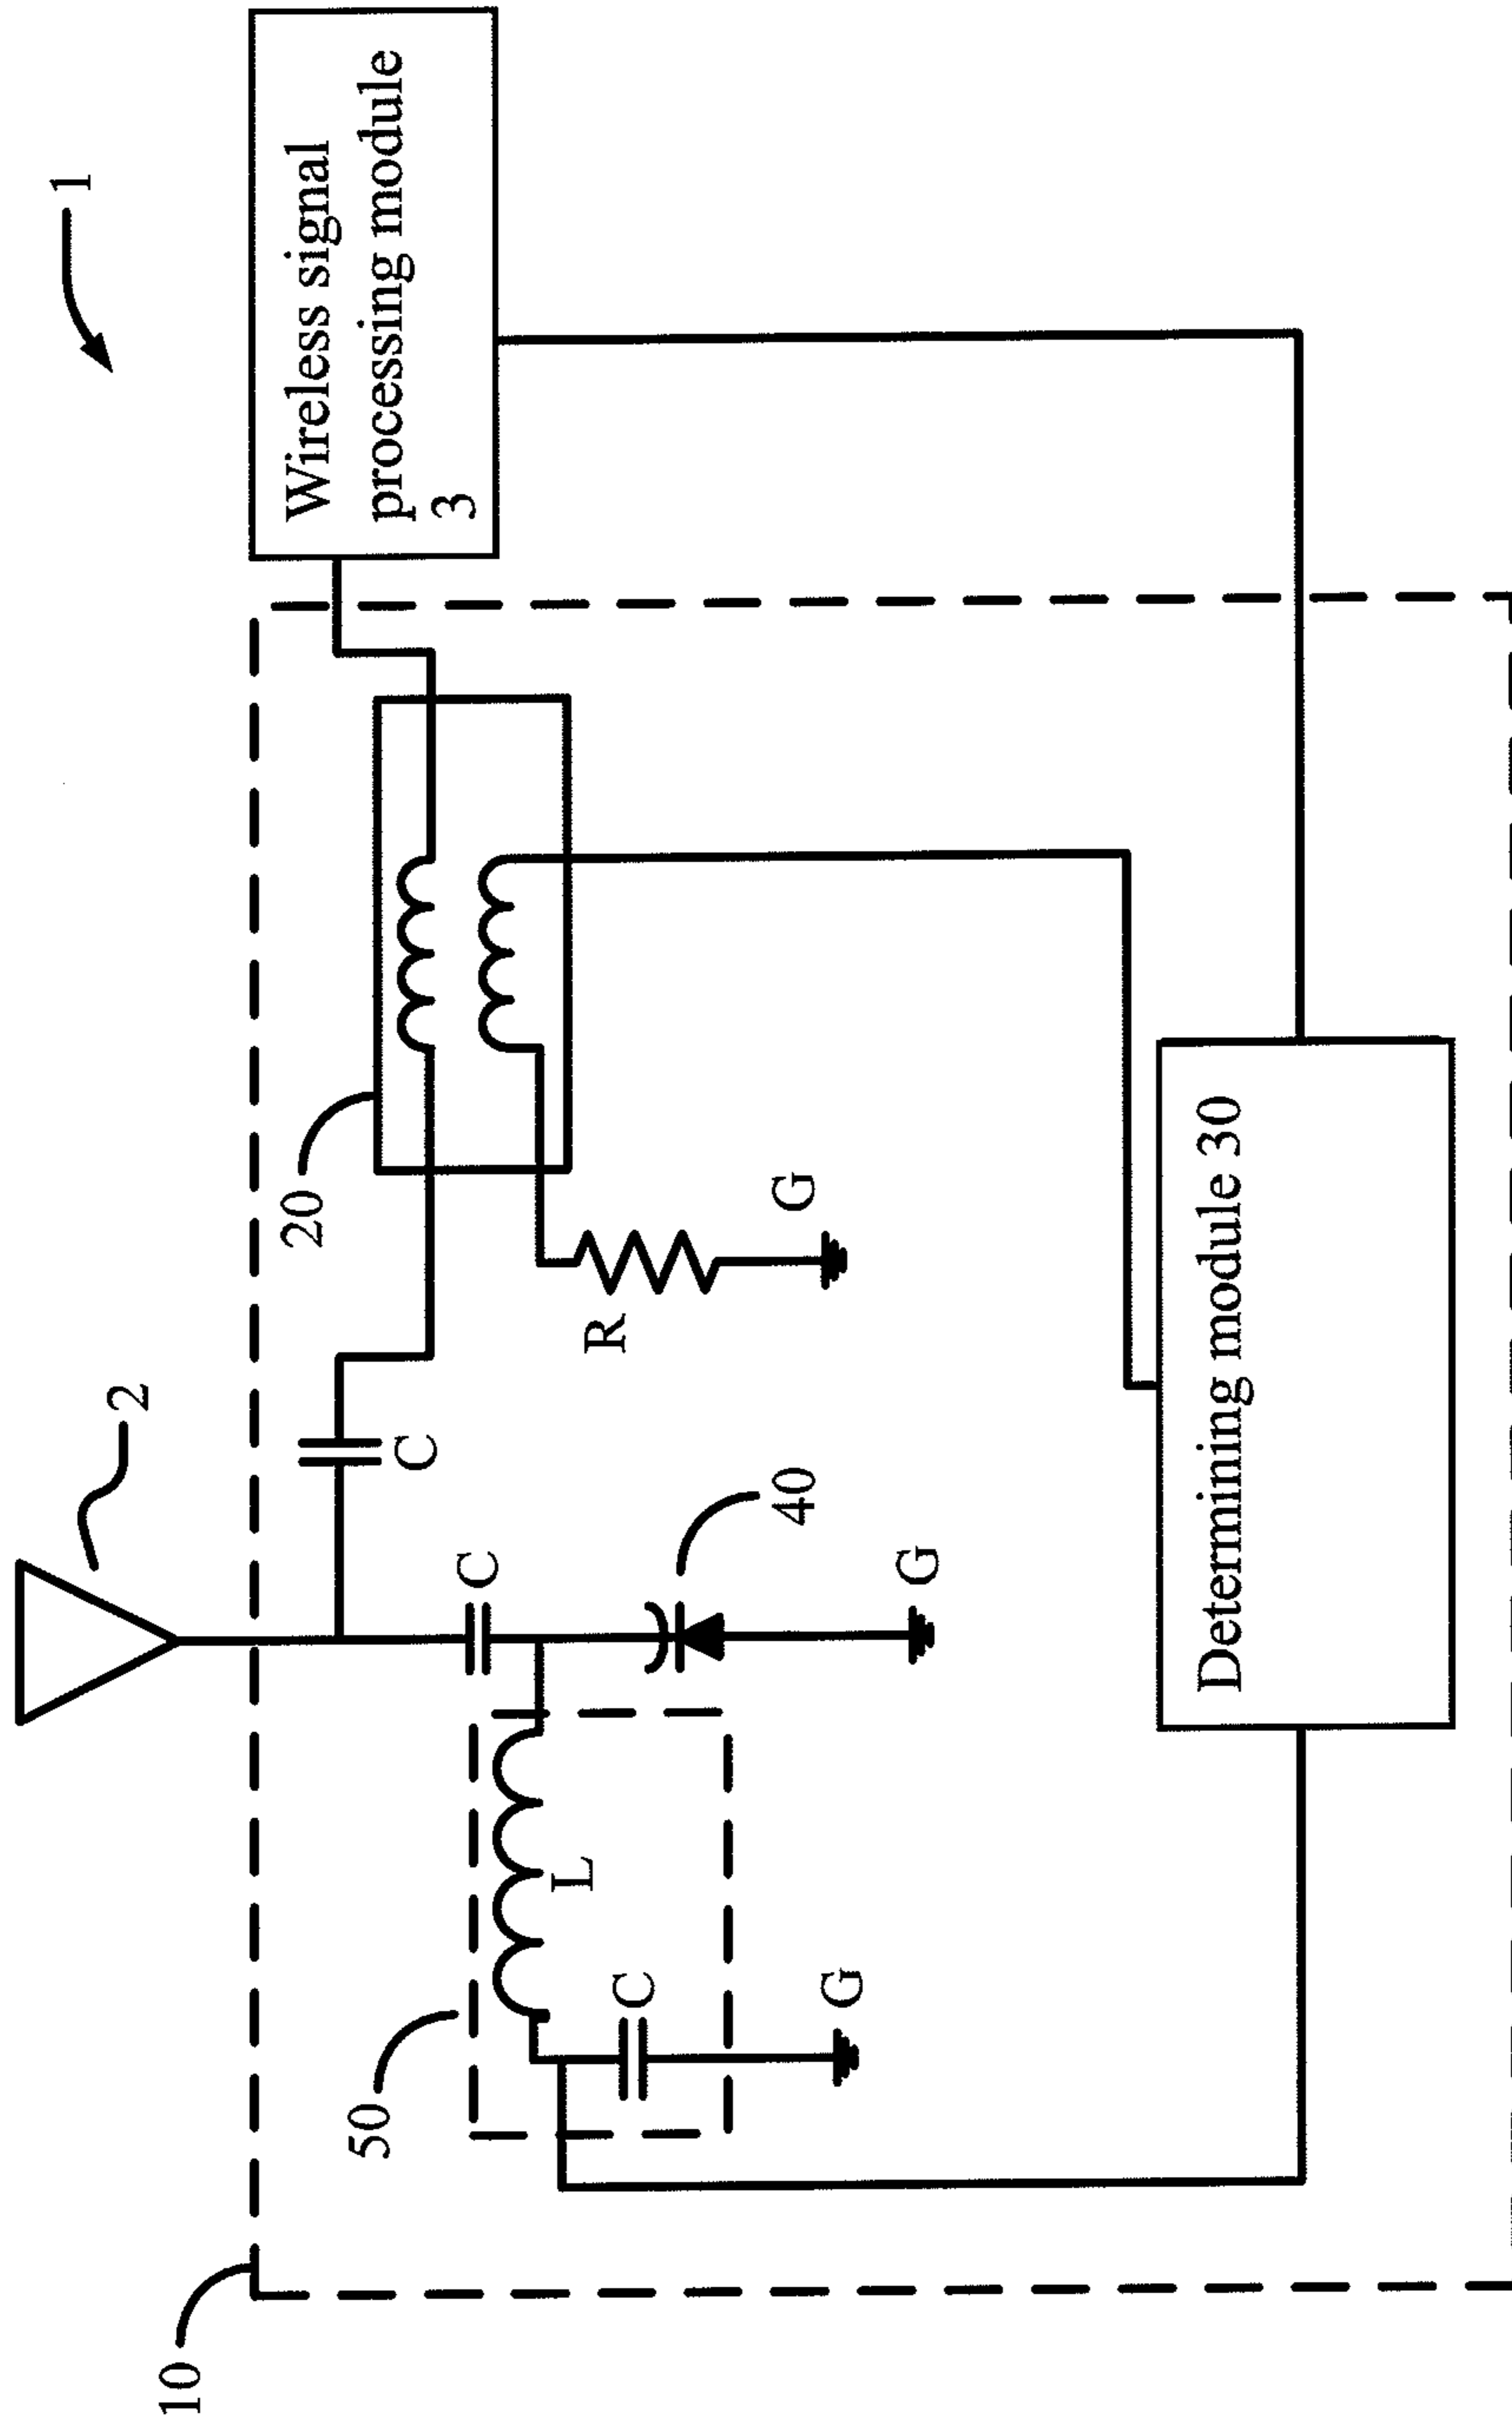 1
Wireless signal
processing module
3
2
20
C
R
G
C
40
G
50
L
C
G
Determining module 30
10